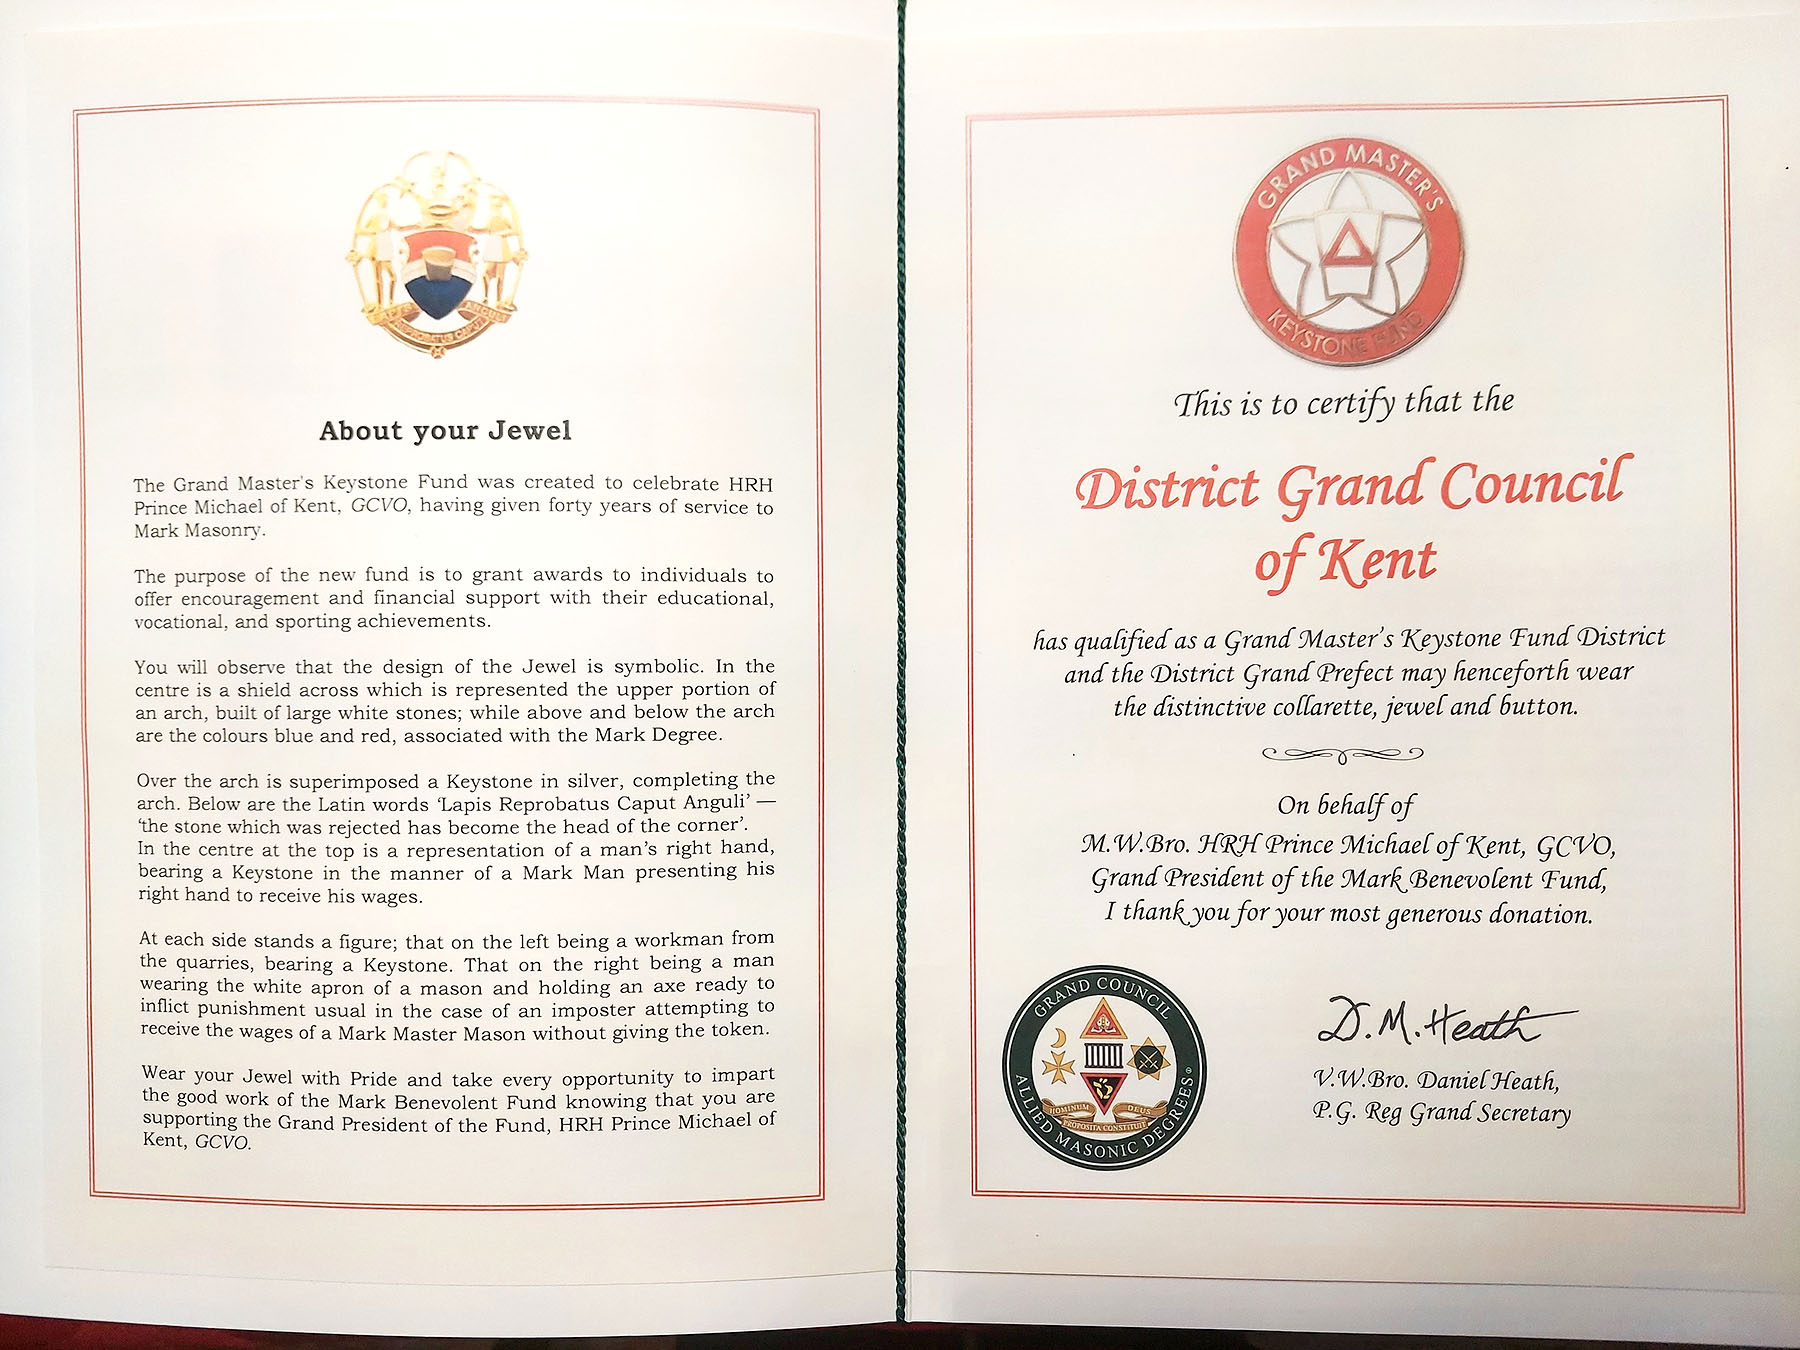 LAPIS REPROBATUS CAPUT ANGULI
About your Jewel
The Grand Master's Keystone Fund was created to celebrate HRH
Prince Michael of Kent, GCVO, having given forty years of service to
Mark Masonry.
The purpose of the new fund is to grant awards to individuals to
offer encouragement and financial support with their educational,
vocational, and sporting achievements.
You will observe that the design of the Jewel is symbolic. In the
centre is a shield across which is represented the upper portion of
an arch, built of large white stones; while above and below the arch
are the colours blue and red, associated with the Mark Degree.
Over the arch is superimposed a Keystone in silver, completing the
arch. Below are the Latin words ‘Lapis Reprobatus Caput Anguli’ —
‘the stone which was rejected has become the head of the corner’.
In the centre at the top is a representation of a man’s right hand,
bearing a Keystone in the manner of a Mark Man presenting his
right hand to receive his wages.
At each side stands a figure; that on the left being a workman from
the quarries, bearing a Keystone. That on the right being a man
wearing the white apron of a mason and holding an axe ready to
inflict punishment usual in the case of an imposter attempting to
receive the wages of a Mark Master Mason without giving the token.
Wear your Jewel with Pride and take every opportunity to impart
the good work of the Mark Benevolent Fund knowing that you are
supporting the Grand President of the Fund, HRH Prince Michael of
Kent, GCVO.
GRAND MASTER'S
KEYSTONE FUND
This is to certify that the
District Grand Council
of Kent
has qualified as a Grand Master’s Keystone Fund District
and the District Grand Prefect may henceforth wear
the distinctive collarette, jewel and button.
On behalf of
M.W.Bro. HRH Prince Michael of Kent, GCVO,
Grand President of the Mark Benevolent Fund,
I thank you for your most generous donation.
GRAND COUNCIL
HOMINUM DEUS
PROPOSITA CONSTITUIT
ALLIED MASONIC DEGREES®
D.M.Heath
V.W.Bro. Daniel Heath,
P.G. Reg Grand Secretary